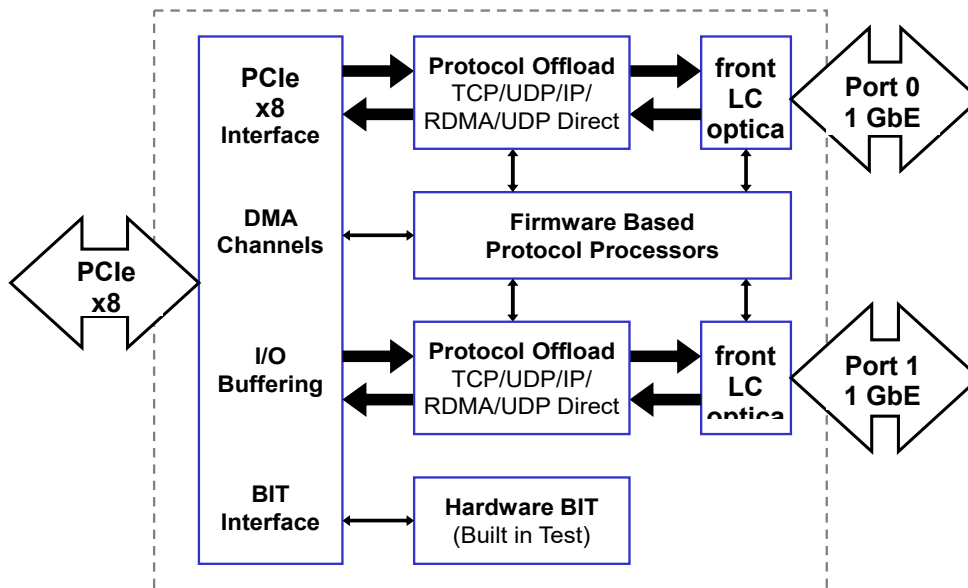 PCIe
x8
PCIe
x8
Interface
DMA
Channels
I/O
Buffering
BIT
Interface
Protocol Offload
TCP/UDP/IP/
RDMA/UDP Direct
front
LC
optica
Port 0
1 GbE
Firmware Based
Protocol Processors
Protocol Offload
TCP/UDP/IP/
RDMA/UDP Direct
front
LC
optica
Port 1
1 GbE
Hardware BIT
(Built in Test)